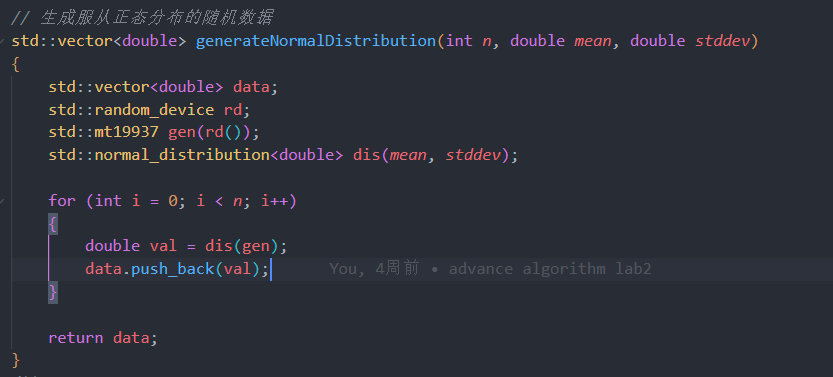 // 生成服从正态分布的随机数据
std::vector<double> generateNormalDistribution(int n, double mean, double stddev)
{
    std::vector<double> data;
    std::random_device rd;
    std::mt19937 gen(rd());
    std::normal_distribution<double> dis(mean, stddev);

    for (int i = 0; i < n; i++)
    {
        double val = dis(gen);
        data.push_back(val);    You, 4周前 • advance algorithm lab2
    }

    return data;
}